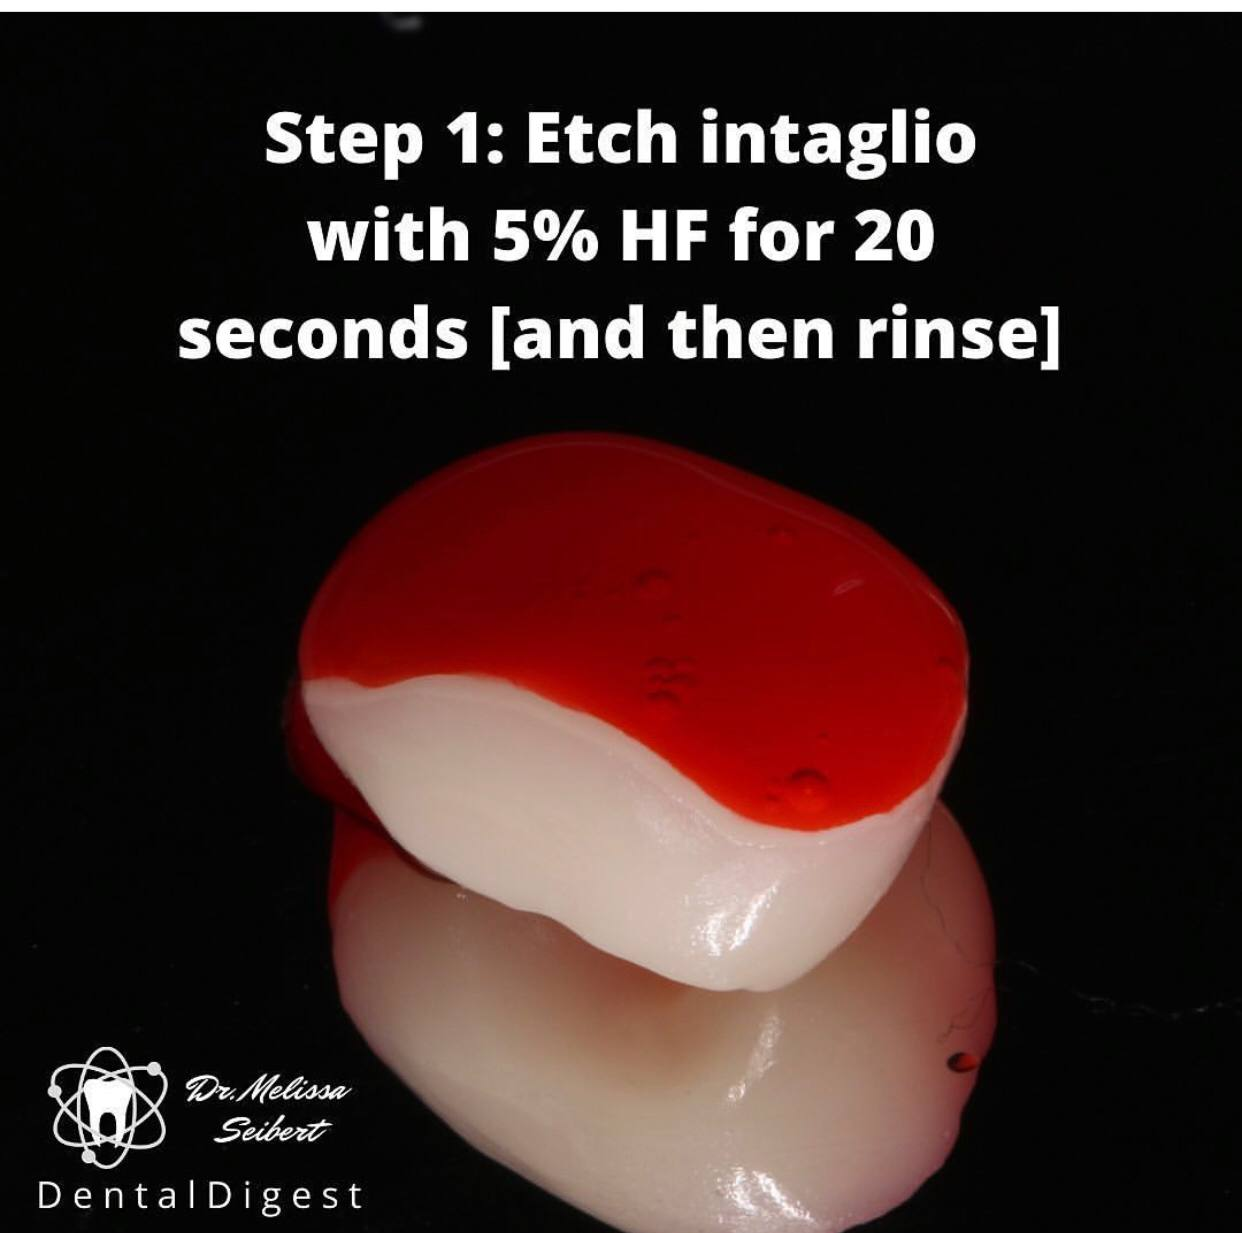 Step 1: Etch intaglio
with 5% HF for 20
seconds [and then rinse]
Dr. Melissa
Seibert
DentalDigest